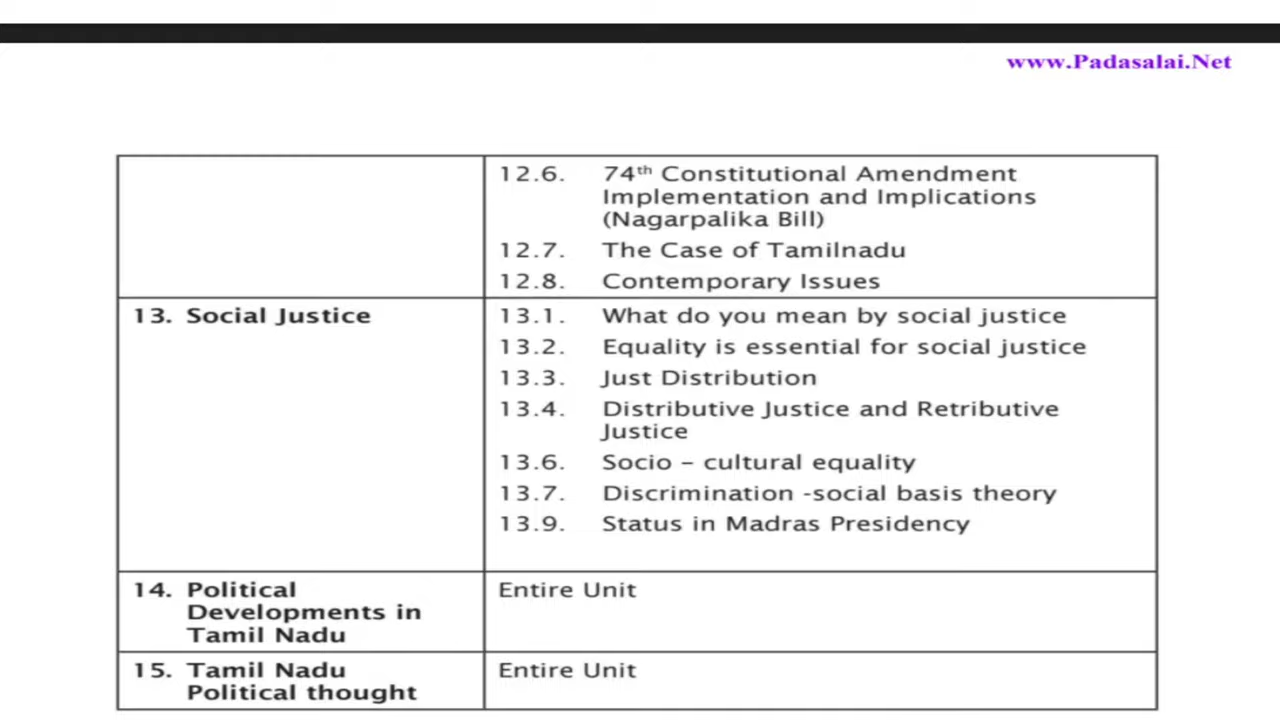 www.Padasalai.Net
12.6. 74th Constitutional Amendment
Implementation and Implications
(Nagarpalika Bill)
12.7. The Case of Tamilnadu
12.8. Contemporary Issues
13. Social Justice
13.1. What do you mean by social justice
13.2. Equality is essential for social justice
13.3. Just Distribution
13.4. Distributive Justice and Retributive
Justice
13.6. Socio – cultural equality
13.7. Discrimination -social basis theory
13.9. Status in Madras Presidency
14. Political
Developments in
Tamil Nadu
Entire Unit
15. Tamil Nadu
Political thought
Entire Unit